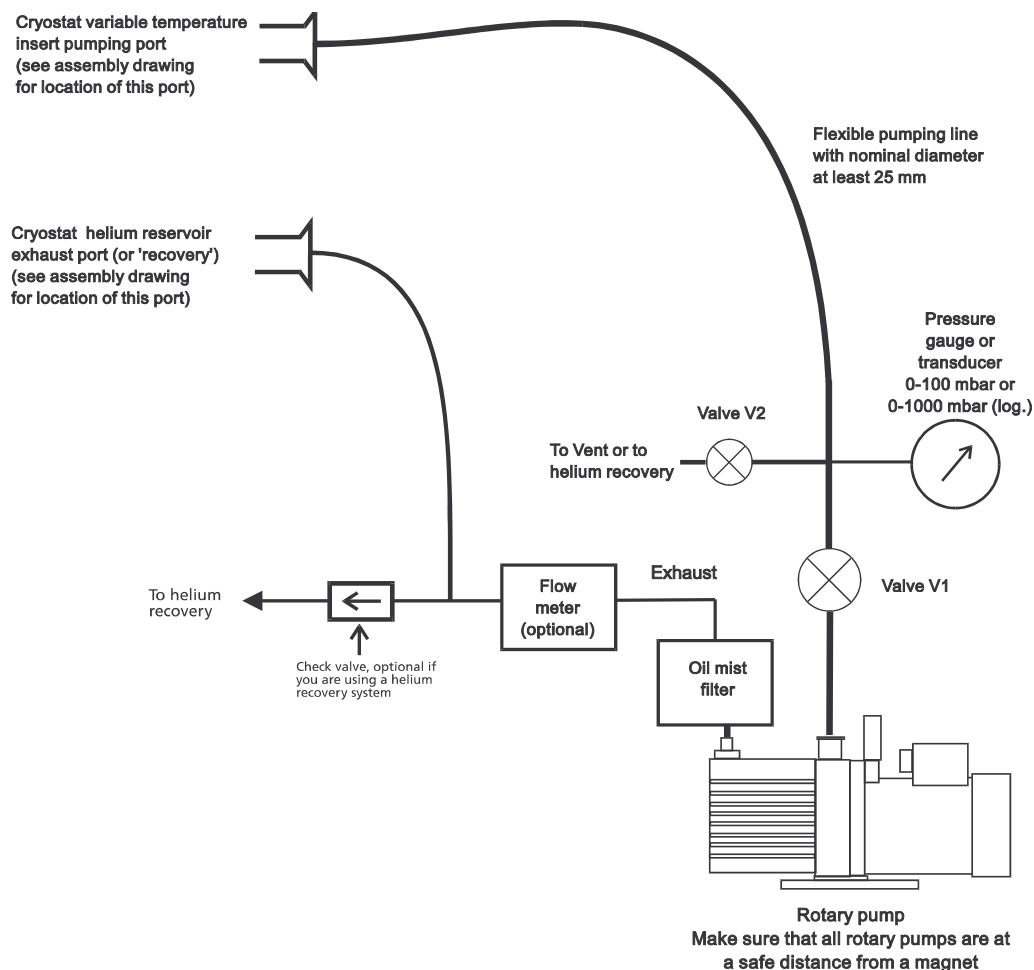 Cryostat variable temperature
insert pumping port
(see assembly drawing
for location of this port)
Flexible pumping line
with nominal diameter
at least 25 mm
Cryostat helium reservoir
exhaust port (or 'recovery')
(see assembly drawing
for location of this port)
Pressure
gauge or
transducer
0-100 mbar or
0-1000 mbar (log.)
Valve V2
To Vent or to
helium recovery
Valve V1
Exhaust
Flow
meter
(optional)
To helium
recovery
Check valve, optional if
you are using a helium
recovery system
Oil mist
filter
Rotary pump
Make sure that all rotary pumps are at
a safe distance from a magnet